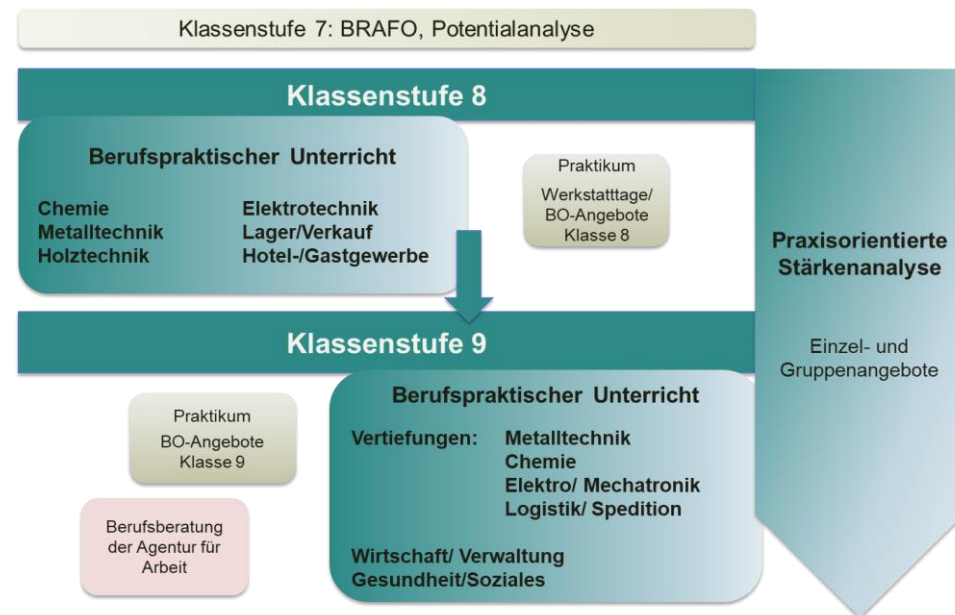 Klassenstufe 7: BRAFO, Potentialanalyse
Klassenstufe 8
Berufspraktischer Unterricht
Chemie
Metalltechnik
Holztechnik
Elektrotechnik
Lager/Verkauf
Hotel-/Gastgewerbe
Praktikum
Werkstatttage/
BO-Angebote
Klasse 8
Praxisorientierte
Stärkenanalyse
Einzel- und
Gruppenangebote
Klassenstufe 9
Praktikum
BO-Angebote
Klasse 9
Berufsberatung
der Agentur für
Arbeit
Berufspraktischer Unterricht
Vertiefungen: Metalltechnik
Chemie
Elektro/ Mechatronik
Logistik/ Spedition
Wirtschaft/ Verwaltung
Gesundheit/Soziales